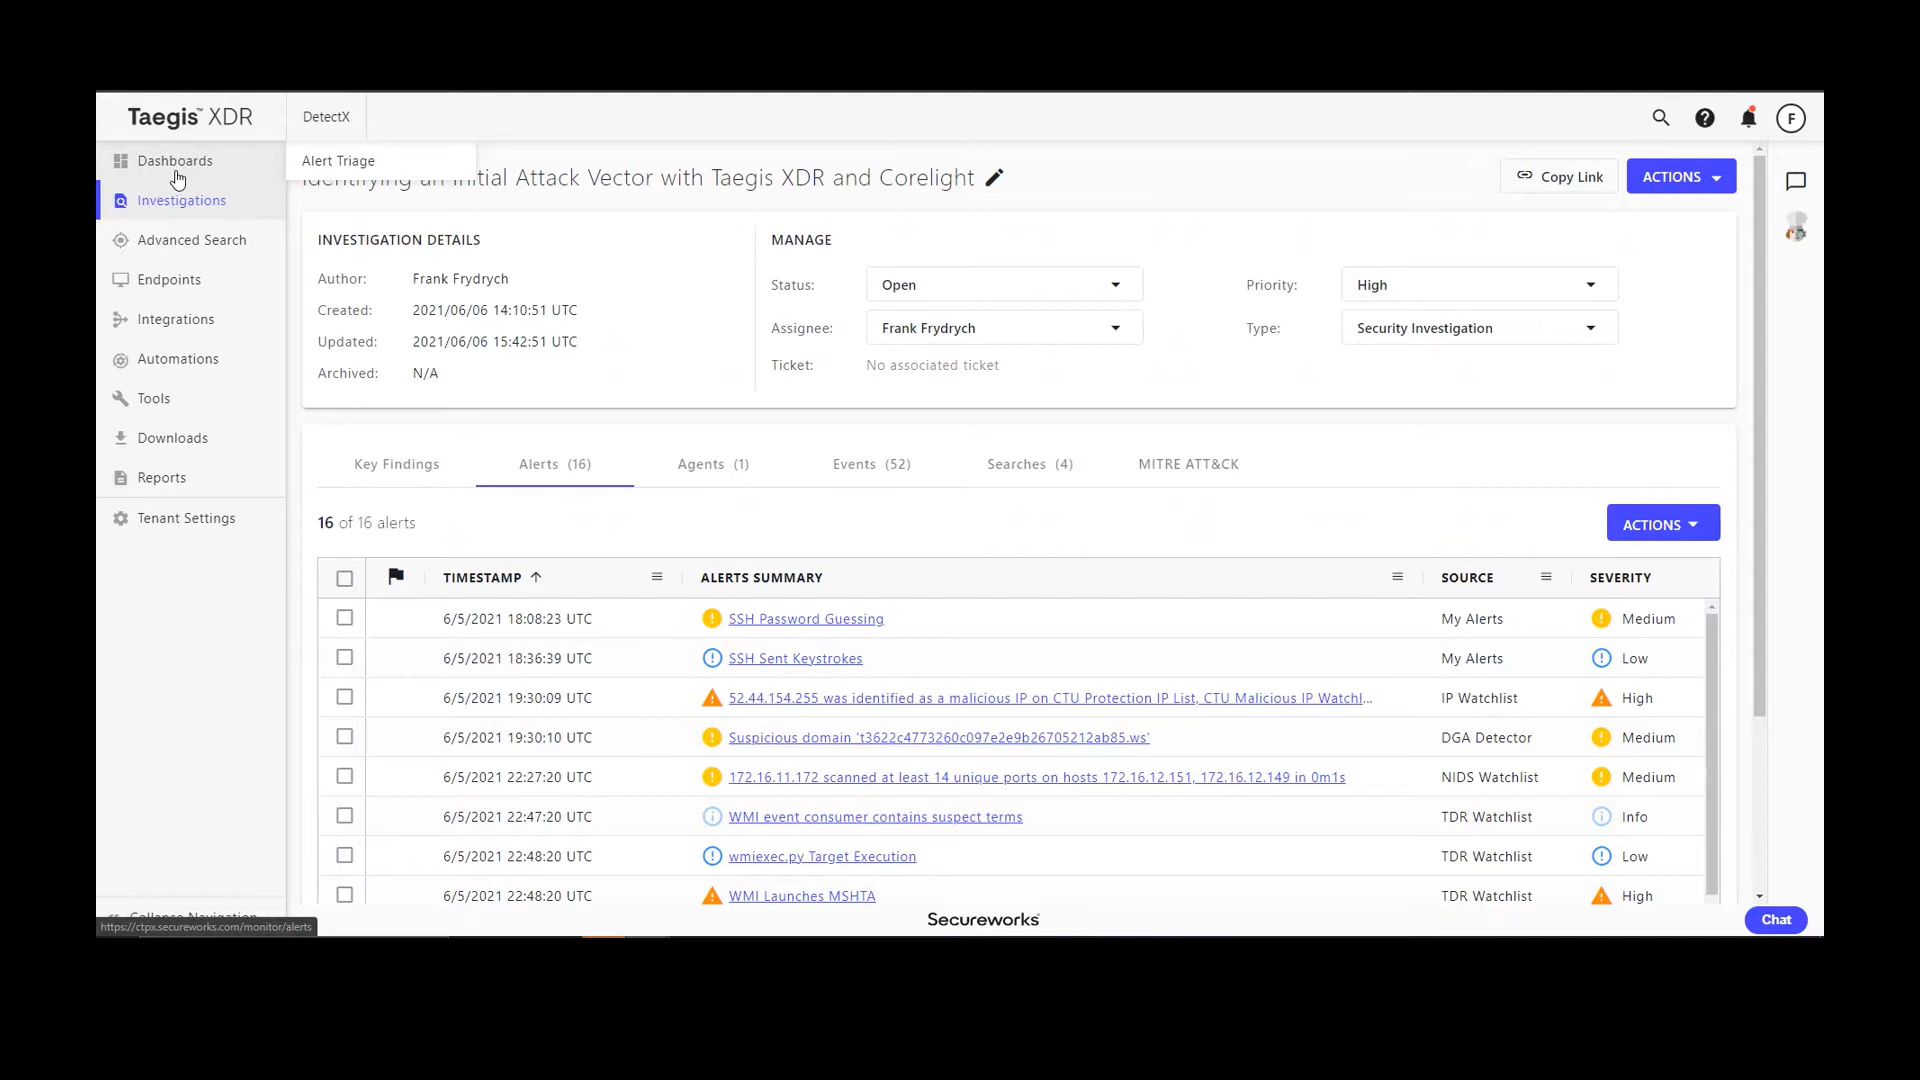 Taegis™ XDR
DetectX
F
Dashboards
Alert Triage
Investigations
Identifying an Initial Attack Vector with Taegis XDR and Corelight
Copy Link
ACTIONS
Advanced Search
Endpoints
Integrations
Automations
Tools
Downloads
Reports
Tenant Settings
Collapse Navigation
INVESTIGATION DETAILS
Author: Frank Frydrych
Created: 2021/06/06 14:10:51 UTC
Updated: 2021/06/06 15:42:51 UTC
Archived: N/A
MANAGE
Status: Open
Priority: High
Assignee: Frank Frydrych
Type: Security Investigation
Ticket: No associated ticket
Key Findings
Alerts (16)
Agents (1)
Events (52)
Searches (4)
MITRE ATT&CK
16 of 16 alerts
ACTIONS
TIMESTAMP ALERTS SUMMARY SOURCE SEVERITY
6/5/2021 18:08:23 UTC SSH Password Guessing My Alerts Medium
6/5/2021 18:36:39 UTC SSH Sent Keystrokes My Alerts Low
6/5/2021 19:30:09 UTC 52.44.154.255 was identified as a malicious IP on CTU Protection IP List, CTU Malicious IP Watchl... IP Watchlist High
6/5/2021 19:30:10 UTC Suspicious domain 't3622c4773260c097e2e9b26705212ab85.ws' DGA Detector Medium
6/5/2021 22:27:20 UTC 172.16.11.172 scanned at least 14 unique ports on hosts 172.16.12.151, 172.16.12.149 in 0m1s NIDS Watchlist Medium
6/5/2021 22:47:20 UTC WMI event consumer contains suspect terms TDR Watchlist Info
6/5/2021 22:48:20 UTC wmiexec.py Target Execution TDR Watchlist Low
6/5/2021 22:48:20 UTC WMI Launches MSHTA TDR Watchlist High
https://ctpx.secureworks.com/monitor/alerts
Secureworks
Chat